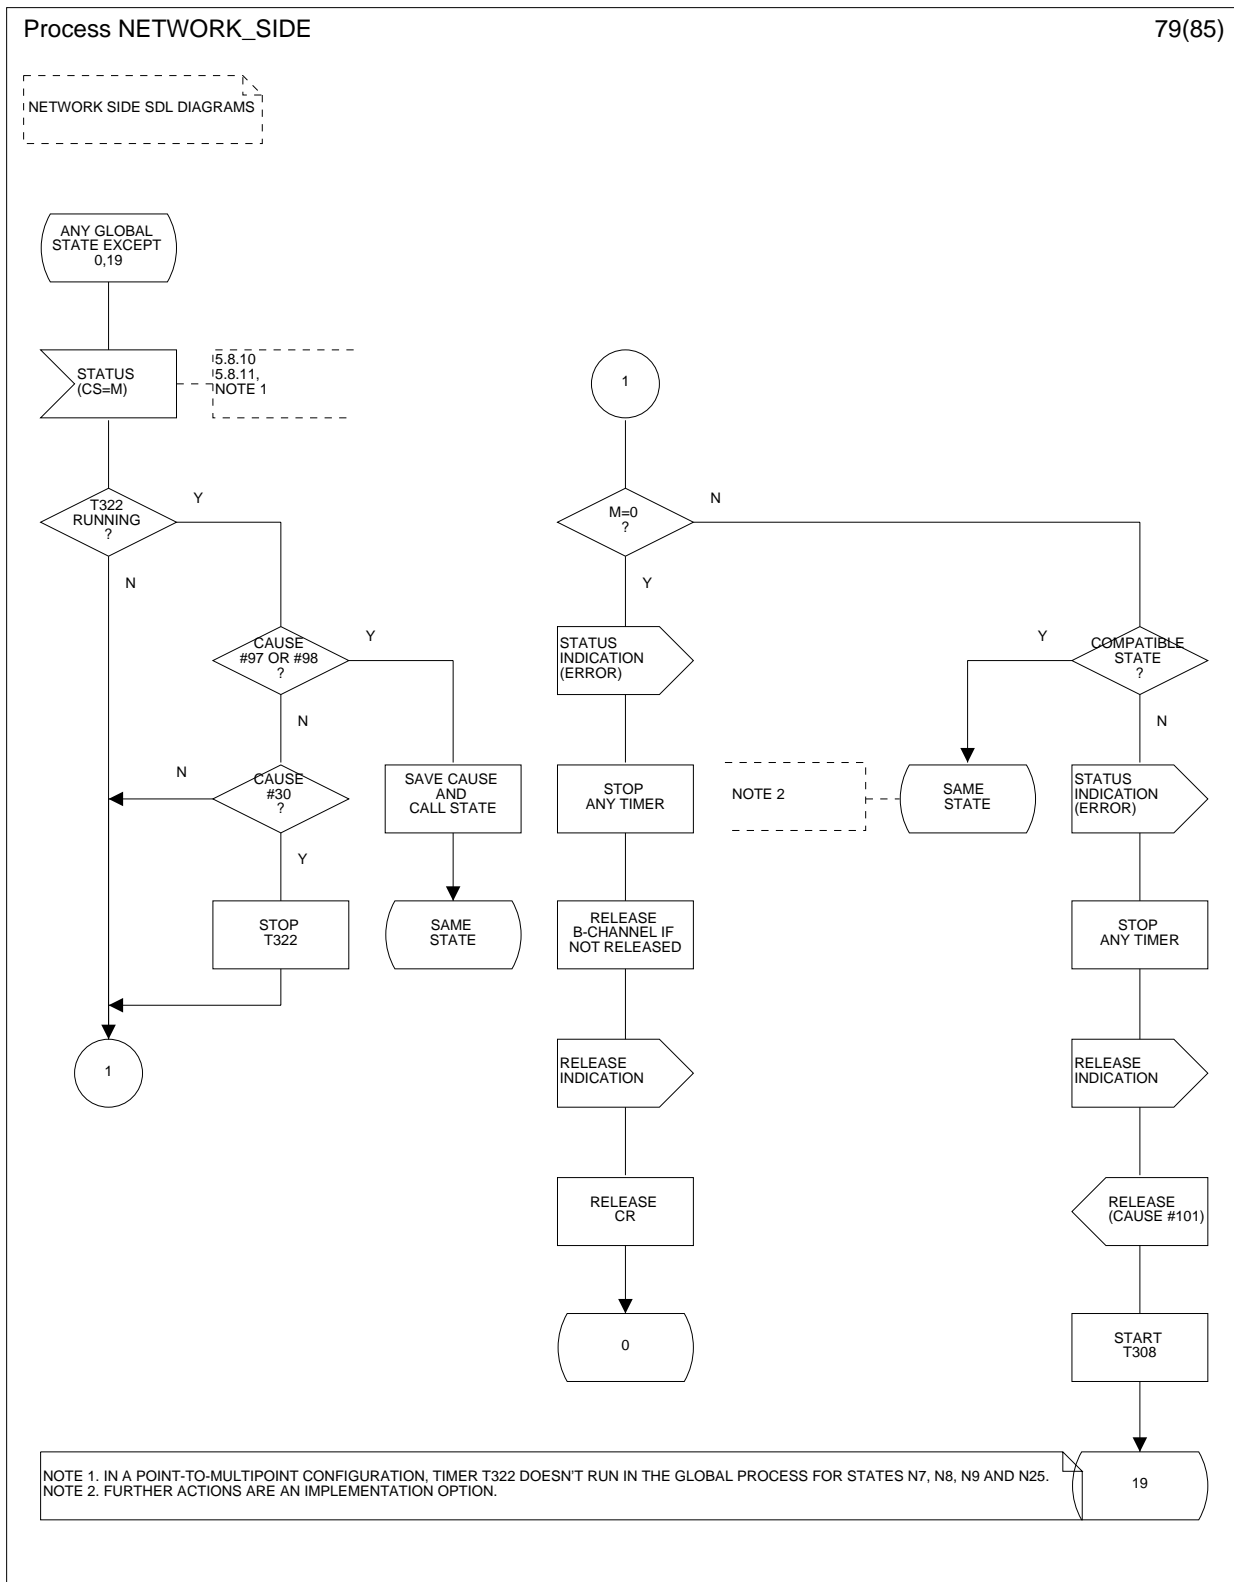 Process NETWORK_SIDE
79(85)
NETWORK SIDE SDL DIAGRAMS
ANY GLOBAL
STATE EXCEPT
0,19
STATUS
(CS=M)
5.8.10
5.8.11,
NOTE 1
T322
RUNNING
?
Y
N
CAUSE
#97 OR #98
?
Y
N
CAUSE
#30
?
N
Y
SAVE CAUSE
AND
CALL STATE
STOP
T322
SAME
STATE
1
1
M=0
?
N
Y
STATUS
INDICATION
(ERROR)
STOP
ANY TIMER
RELEASE
B-CHANNEL IF
NOT RELEASED
RELEASE
INDICATION
RELEASE
CR
0
COMPATIBLE
STATE
?
Y
N
NOTE 2
SAME
STATE
STATUS
INDICATION
(ERROR)
STOP
ANY TIMER
RELEASE
INDICATION
RELEASE
(CAUSE #101)
START
T308
19
NOTE 1. IN A POINT-TO-MULTIPOINT CONFIGURATION, TIMER T322 DOESN'T RUN IN THE GLOBAL PROCESS FOR STATES N7, N8, N9 AND N25.
NOTE 2. FURTHER ACTIONS ARE AN IMPLEMENTATION OPTION.